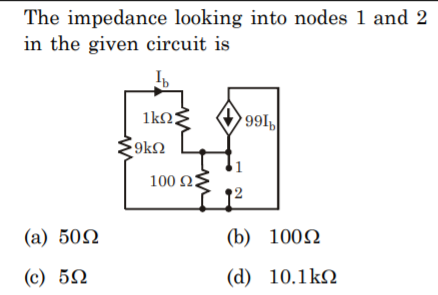 The impedance looking into nodes 1 and 2
in the given circuit is
I_b
1kΩ
99I_b
9kΩ
1
100 Ω
2
(a) 50Ω
(b) 100Ω
(c) 5Ω
(d) 10.1kΩ